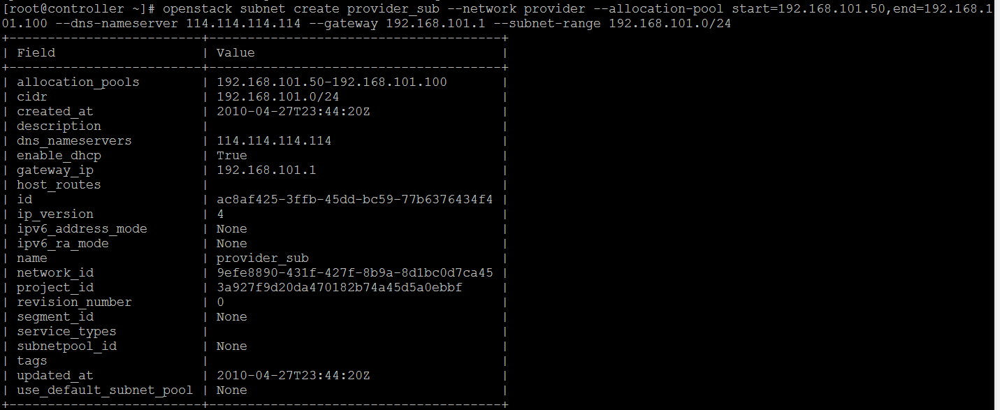 [root@controller ~]# openstack subnet create provider_sub --network provider --allocation-pool start=192.168.101.50,end=192.168.1
01.100 --dns-nameserver 114.114.114.114 --gateway 192.168.101.1 --subnet-range 192.168.101.0/24
+-------------------------+--------------------------------------+
| Field                   | Value                                |
+-------------------------+--------------------------------------+
| allocation_pools        | 192.168.101.50-192.168.101.100       |
| cidr                    | 192.168.101.0/24                     |
| created_at              | 2010-04-27T23:44:20Z                 |
| description             |                                      |
| dns_nameservers         | 114.114.114.114                      |
| enable_dhcp             | True                                 |
| gateway_ip              | 192.168.101.1                        |
| host_routes             |                                      |
| id                      | ac8af425-3ffb-45dd-bc59-77b6376434f4 |
| ip_version              | 4                                    |
| ipv6_address_mode       | None                                 |
| ipv6_ra_mode            | None                                 |
| name                    | provider_sub                         |
| network_id              | 9efe8890-431f-427f-8b9a-8d1bc0d7ca45 |
| project_id              | 3a927f9d20da470182b74a45d5a0ebbf     |
| revision_number         | 0                                    |
| segment_id              | None                                 |
| service_types           |                                      |
| subnetpool_id           | None                                 |
| tags                    |                                      |
| updated_at              | 2010-04-27T23:44:20Z                 |
| use_default_subnet_pool | None                                 |
+-------------------------+--------------------------------------+